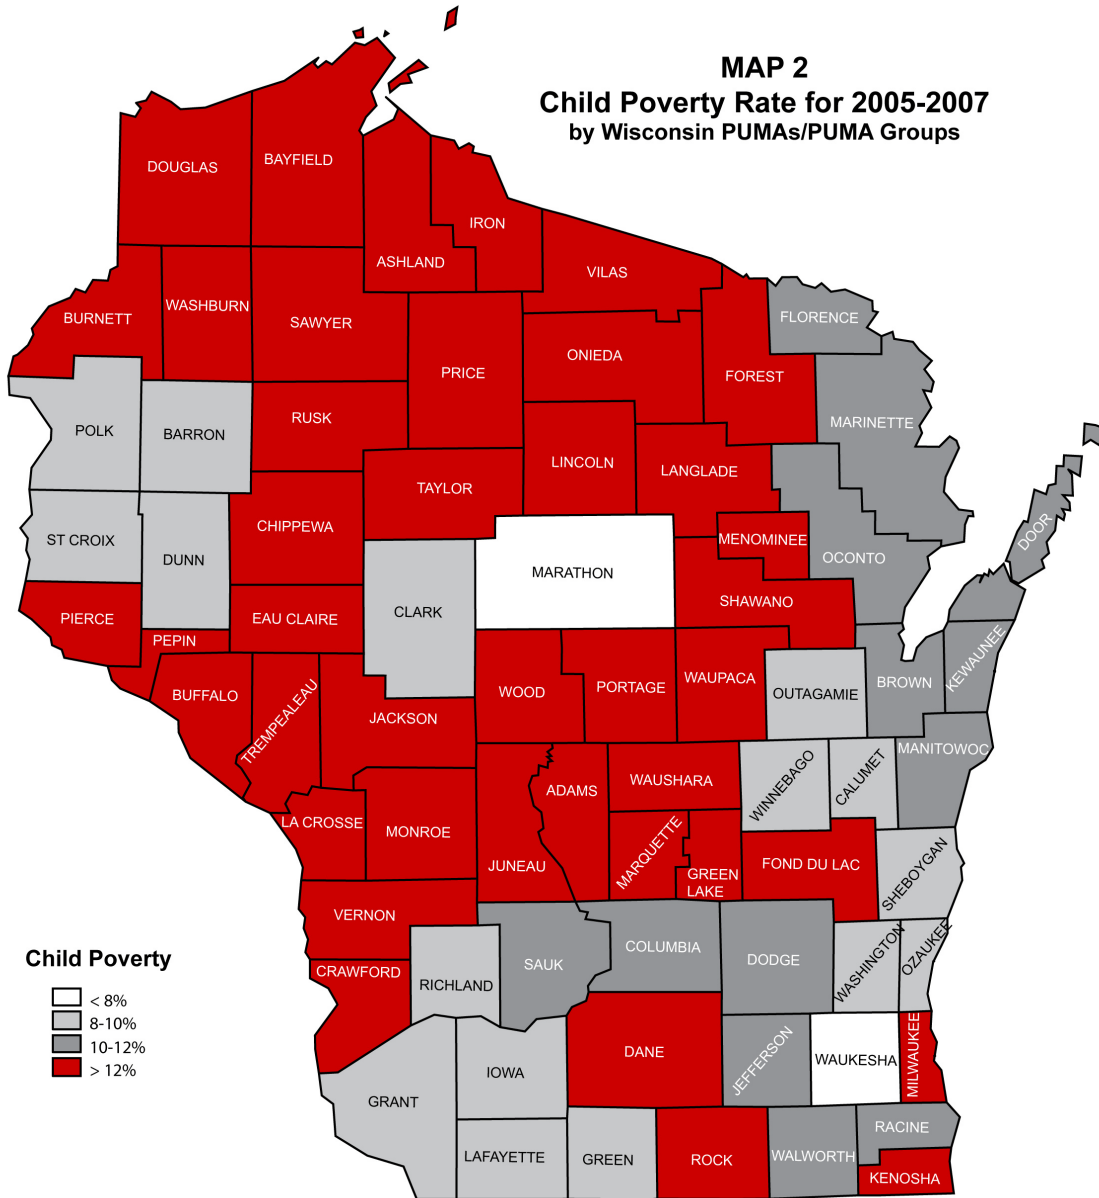 MAP 2
Child Poverty Rate for 2005-2007
by Wisconsin PUMAs/PUMA Groups
DOUGLAS
BAYFIELD
IRON
ASHLAND
VILAS
BURNETT
WASHBURN
SAWYER
FLORENCE
ONIEDA
PRICE
FOREST
RUSK
MARINETTE
POLK
BARRON
LINCOLN
LANGLADE
TAYLOR
CHIPPEWA
ST CROIX
DUNN
MENOMINEE
DOOR
MARATHON
OCONTO
SHAWANO
CLARK
PIERCE
EAU CLAIRE
PEPIN
WAUPACA
KEWAUNEE
BROWN
BUFFALO
WOOD
PORTAGE
OUTAGAMIE
TREMPEALEAU
JACKSON
MANITOWOC
WAUSHARA
WINNEBAGO
CALUMET
ADAMS
LA CROSSE
MONROE
MARQUETTE
JUNEAU
FOND DU LAC
GREEN
LAKE
SHEBOYGAN
VERNON
COLUMBIA
DODGE
SAUK
WASHINGTON
OZAUKEE
CRAWFORD
RICHLAND
Child Poverty
< 8%
8-10%
10-12%
> 12%
DANE
JEFFERSON
WAUKESHA
MILWAUKEE
IOWA
GRANT
RACINE
LAFAYETTE
GREEN
ROCK
WALWORTH
KENOSHA